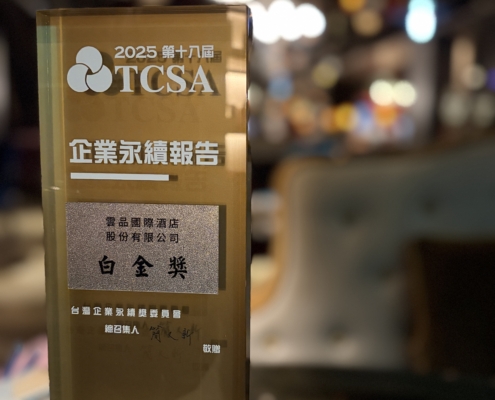 2025 第十八屆
TCSA
企業永續報告
雲品國際酒店
股份有限公司
白金獎
台灣企業永續獎委員會
總召集人
敬贈